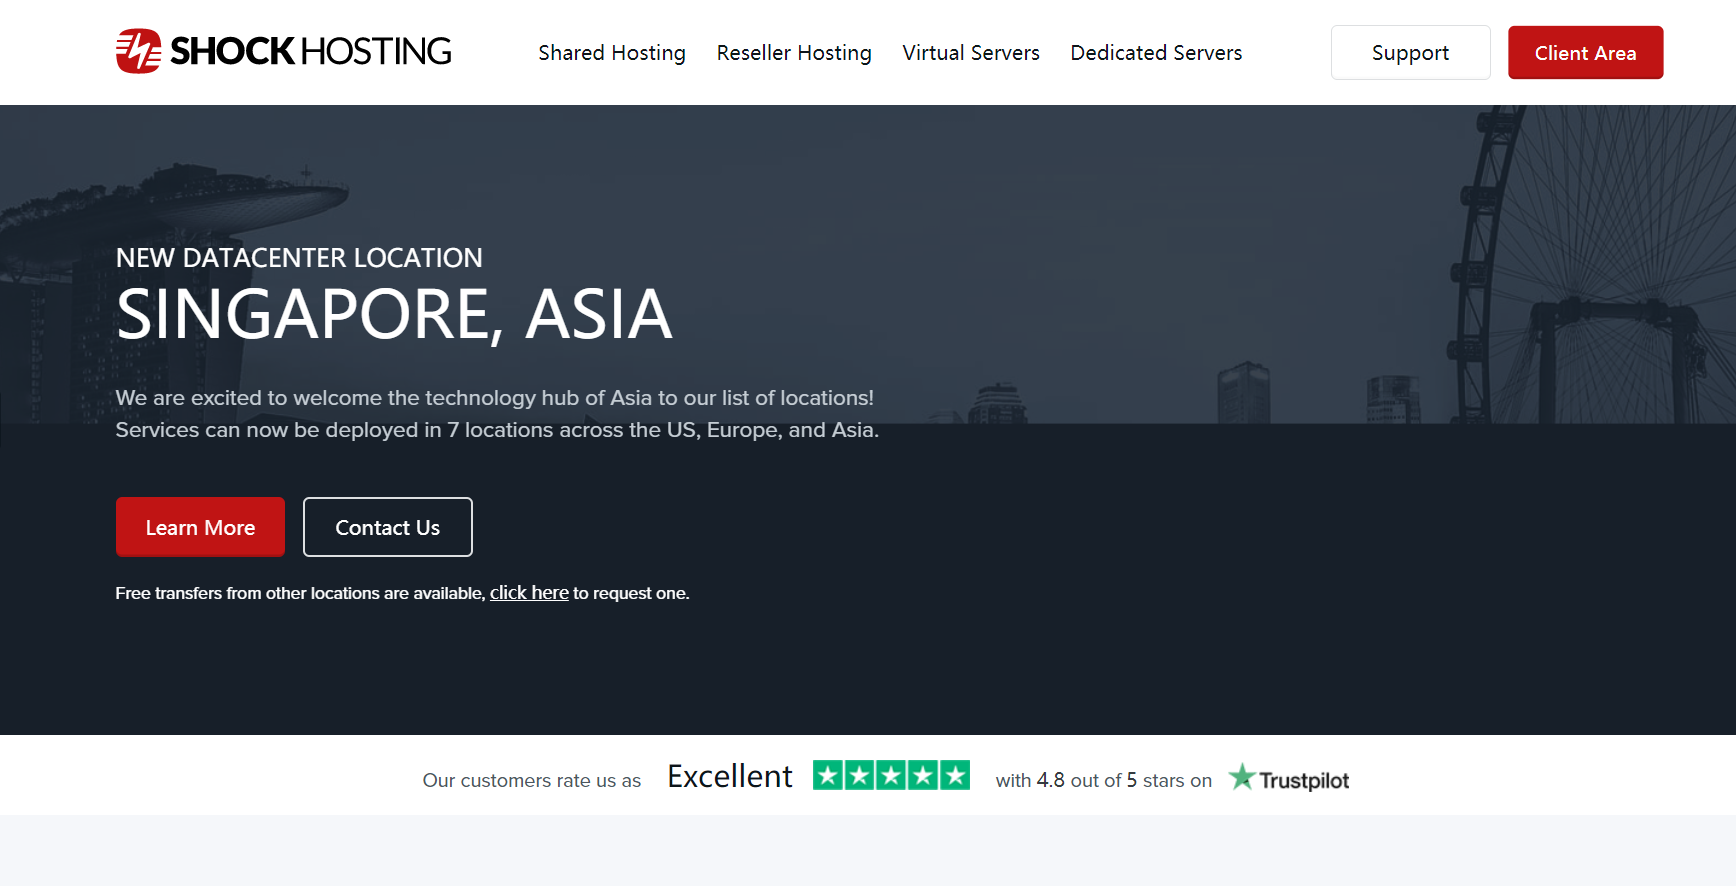 SHOCK HOSTING
Shared Hosting
Reseller Hosting
Virtual Servers
Dedicated Servers
Support
Client Area
NEW DATACENTER LOCATION
SINGAPORE, ASIA
We are excited to welcome the technology hub of Asia to our list of locations!
Services can now be deployed in 7 locations across the US, Europe, and Asia.
Learn More
Contact Us
Free transfers from other locations are available, click here to request one.
Our customers rate us as Excellent with 4.8 out of 5 stars on Trustpilot